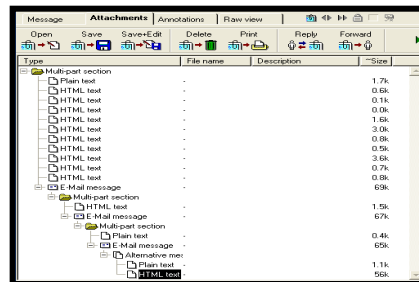 Message Attachments Annotations Raw view
Open Save Save+Edit Delete Print Reply Forward
Type File name Description ~Size
Multi-part section
Plain text - 1.7k
HTML text - 0.6k
HTML text - 0.1k
HTML text - 0.0k
HTML text - 1.6k
HTML text - 3.0k
HTML text - 0.8k
HTML text - 0.5k
HTML text - 3.6k
HTML text - 0.7k
HTML text - 0.8k
E-Mail message - 69k
Multi-part section
HTML text - 1.5k
E-Mail message - 67k
Multi-part section
Plain text - 0.4k
E-Mail message - 65k
Alternative mes -
Plain text - 1.1k
HTML text - 56k